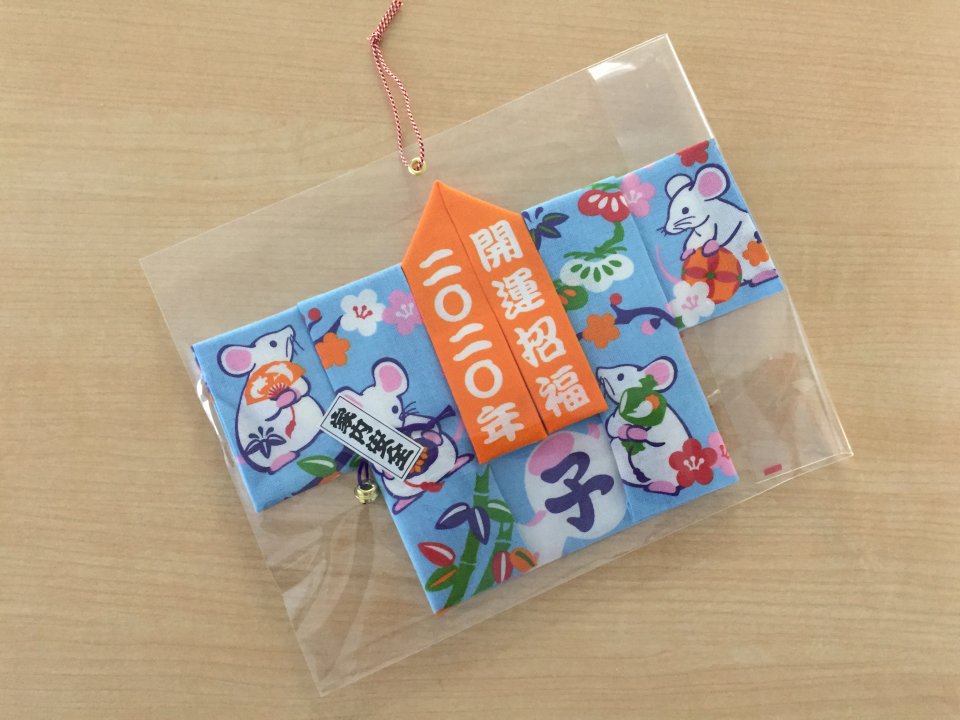 開運招福
二〇二〇年
家内安全
子